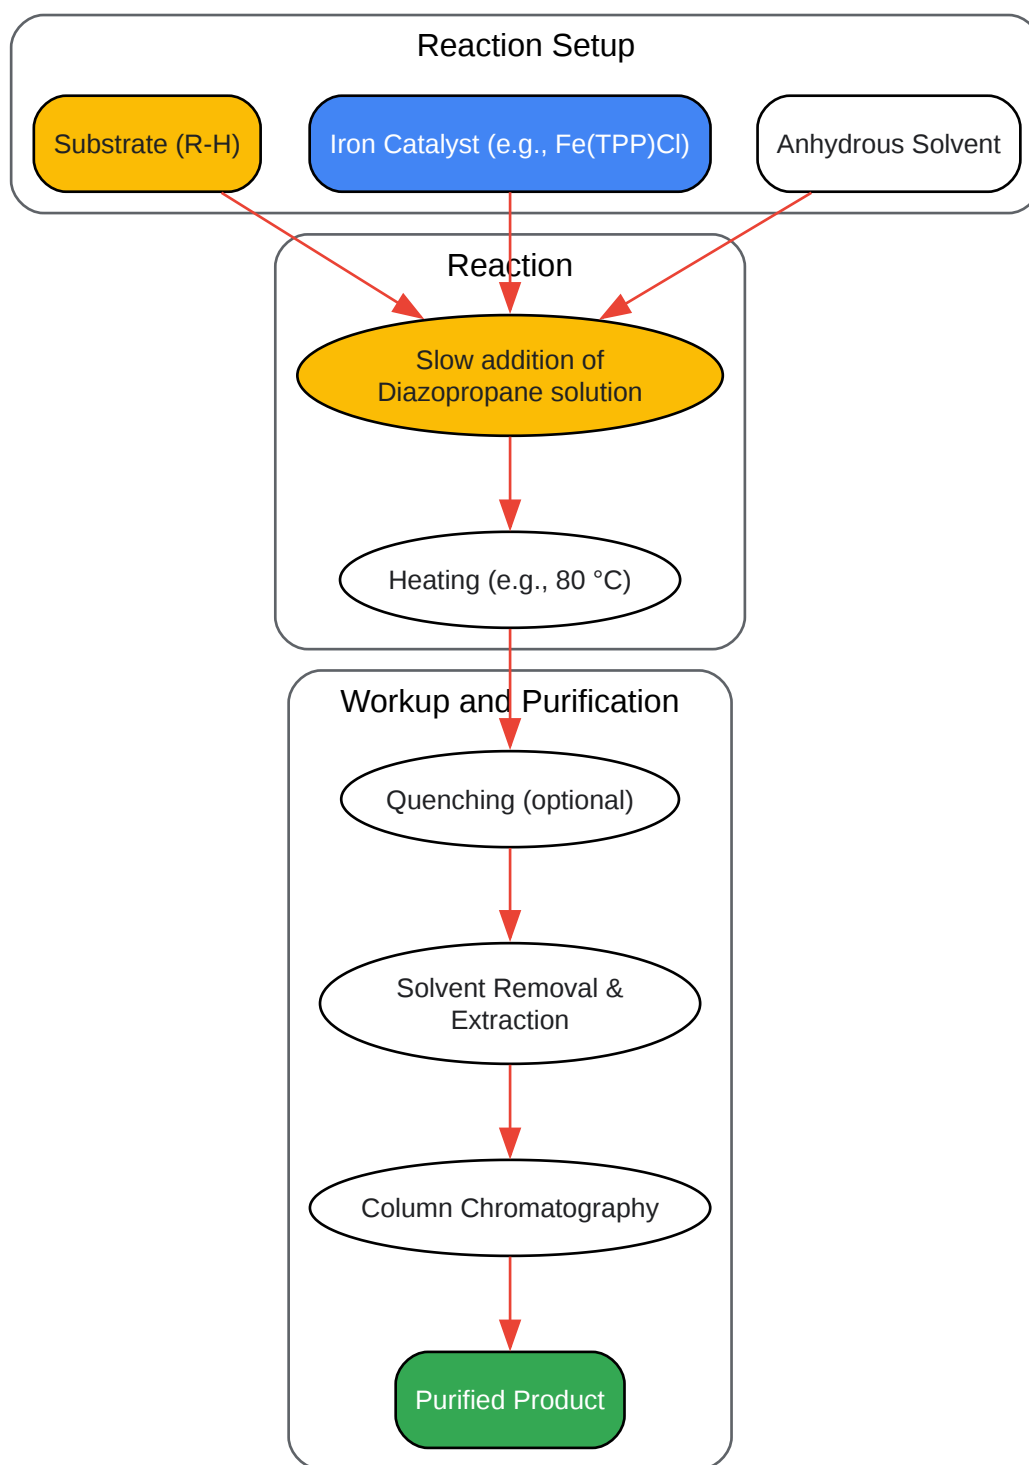 Reaction Setup
Substrate (R-H)
Iron Catalyst (e.g., Fe(TPP)Cl)
Anhydrous Solvent
Reaction
Slow addition of
Diazopropane solution
Heating (e.g., 80 °C)
Workup and Purification
Quenching (optional)
Solvent Removal &
Extraction
Column Chromatography
Purified Product